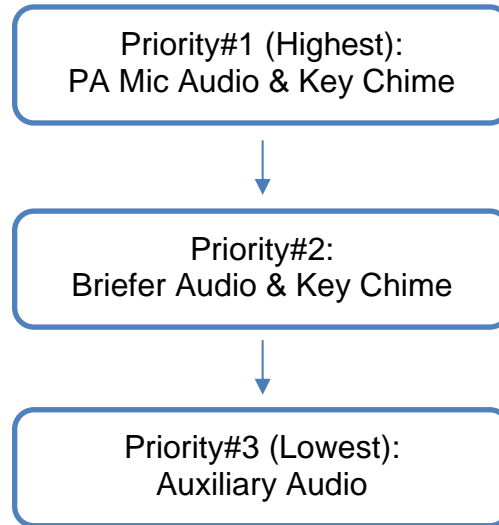 Priority#1 (Highest):
PA Mic Audio & Key Chime
Priority#2:
Briefer Audio & Key Chime
Priority#3 (Lowest):
Auxiliary Audio